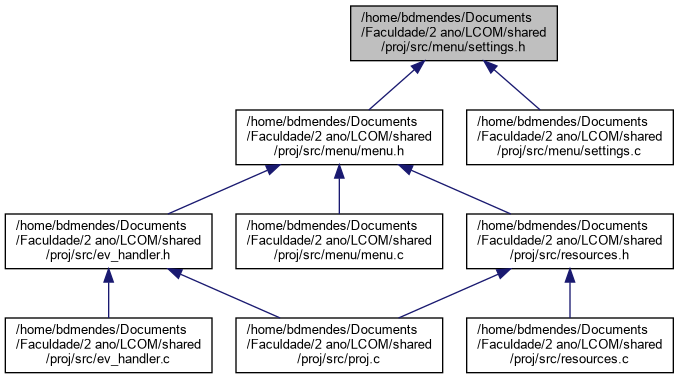 /home/bdmendes/Documents
/Faculdade/2 ano/LCOM/shared
/proj/src/menu/settings.h
/home/bdmendes/Documents
/Faculdade/2 ano/LCOM/shared
/proj/src/menu/menu.h
/home/bdmendes/Documents
/Faculdade/2 ano/LCOM/shared
/proj/src/menu/settings.c
/home/bdmendes/Documents
/Faculdade/2 ano/LCOM/shared
/proj/src/ev_handler.h
/home/bdmendes/Documents
/Faculdade/2 ano/LCOM/shared
/proj/src/menu/menu.c
/home/bdmendes/Documents
/Faculdade/2 ano/LCOM/shared
/proj/src/resources.h
/home/bdmendes/Documents
/Faculdade/2 ano/LCOM/shared
/proj/src/ev_handler.c
/home/bdmendes/Documents
/Faculdade/2 ano/LCOM/shared
/proj/src/proj.c
/home/bdmendes/Documents
/Faculdade/2 ano/LCOM/shared
/proj/src/resources.c